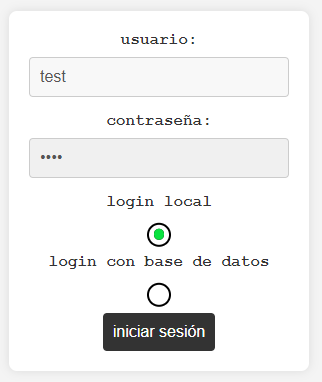 usuario:
test
contraseña:
••••
login local
login con base de datos
iniciar sesión